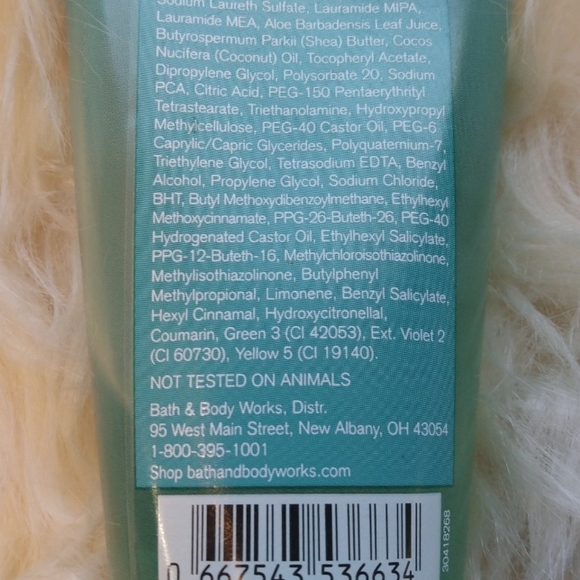 Sodium Laureth Sulfate, Lauramide MIPA,
Lauramide MEA, Aloe Barbadensis Leaf Juice,
Butyrospermum Parkii (Shea) Butter, Cocos
Nucifera (Coconut) Oil, Tocopheryl Acetate,
Dipropylene Glycol, Polysorbate 20, Sodium
PCA, Citric Acid, PEG-150 Pentaerythrityl
Tetrastearate, Triethanolamine, Hydroxypropyl
Methylcellulose, PEG-40 Castor Oil, PEG-6
Caprylic/Capric Glycerides, Polyquaternium-7,
Triethylene Glycol, Tetrasodium EDTA, Benzyl
Alcohol, Propylene Glycol, Sodium Chloride,
BHT, Butyl Methoxydibenzoylmethane, Ethylhexyl
Methoxycinnamate, PPG-26-Buteth-26, PEG-40
Hydrogenated Castor Oil, Ethylhexyl Salicylate,
PPG-12-Buteth-16, Methylchloroisothiazolinone,
Methylisothiazolinone, Butylphenyl
Methylpropional, Limonene, Benzyl Salicylate,
Hexyl Cinnamal, Hydroxycitronellal,
Coumarin, Green 3 (CI 42053), Ext. Violet 2
(CI 60730), Yellow 5 (CI 19140).
NOT TESTED ON ANIMALS
Bath & Body Works, Distr.
95 West Main Street, New Albany, OH 43054
1-800-395-1001
Shop bathandbodyworks.com
0 667543 536634
30418268